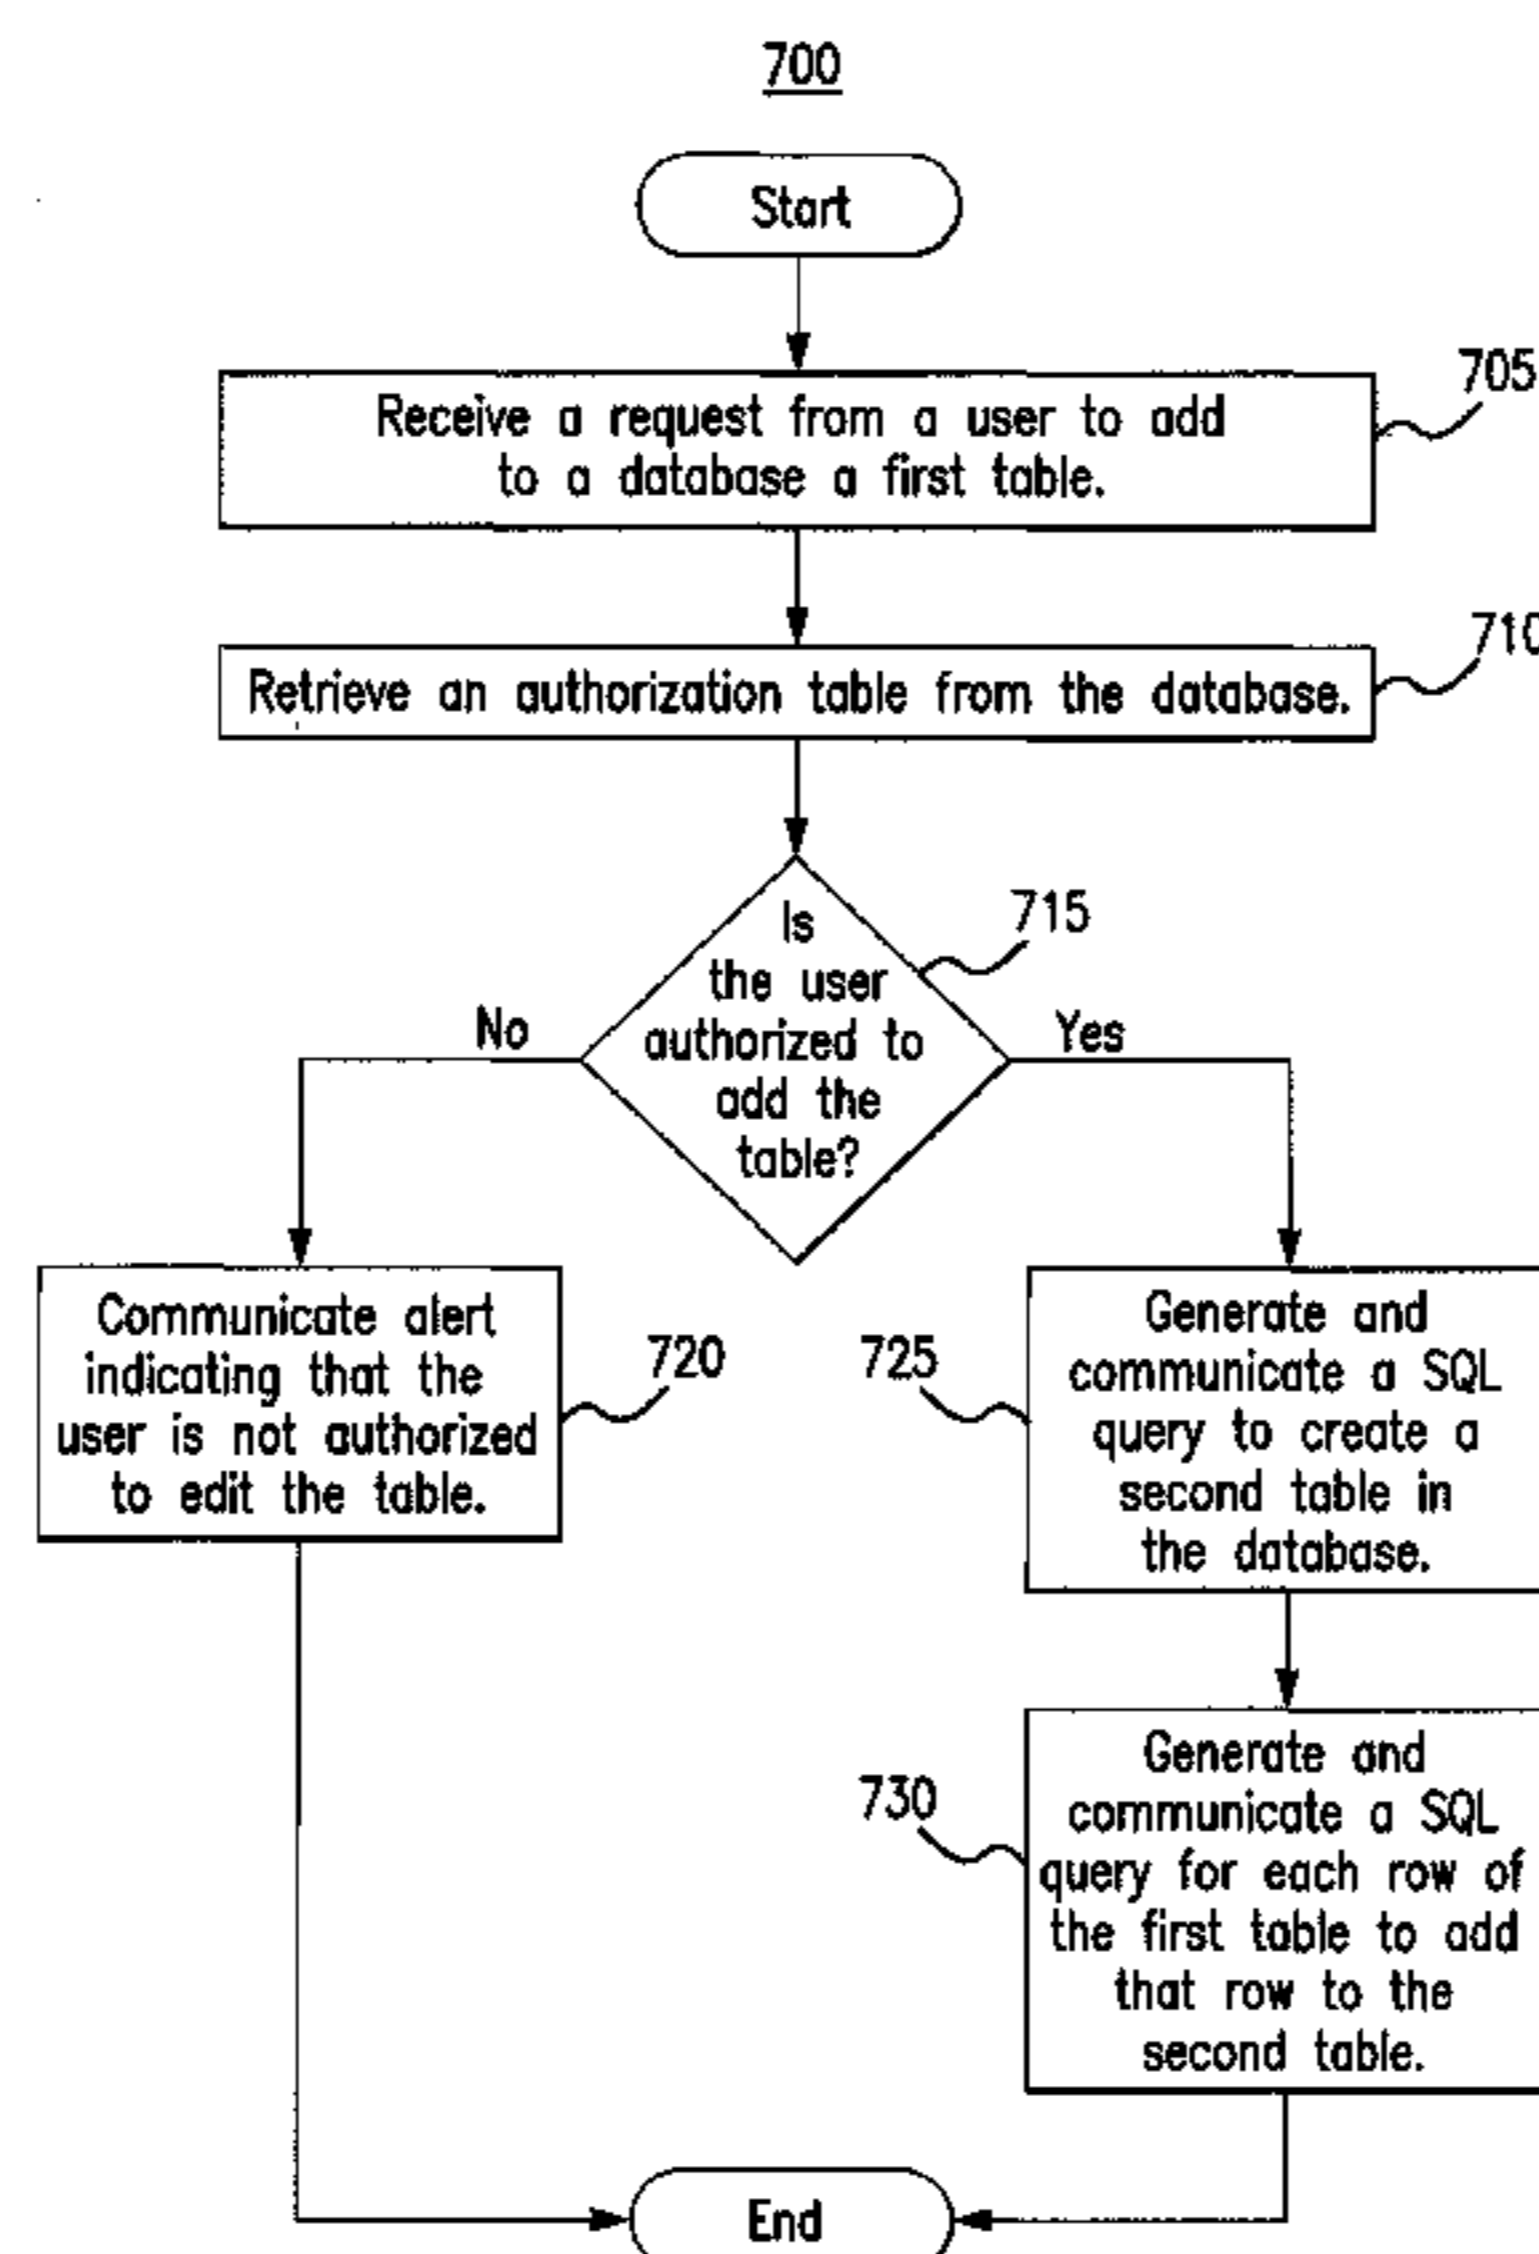 700
Start
705
Receive a request from a user to add
to a database a first table.
710
Retrieve an authorization table from the database.
715
Is
the user
authorized to
add the
table?
No
Yes
Communicate alert
indicating that the
user is not authorized
to edit the table.
720
725
Generate and
communicate a SQL
query to create a
second table in
the database.
730
Generate and
communicate a SQL
query for each row of
the first table to add
that row to the
second table.
End